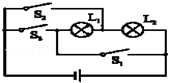 S₂ L₁ L₂
S₃
S₁